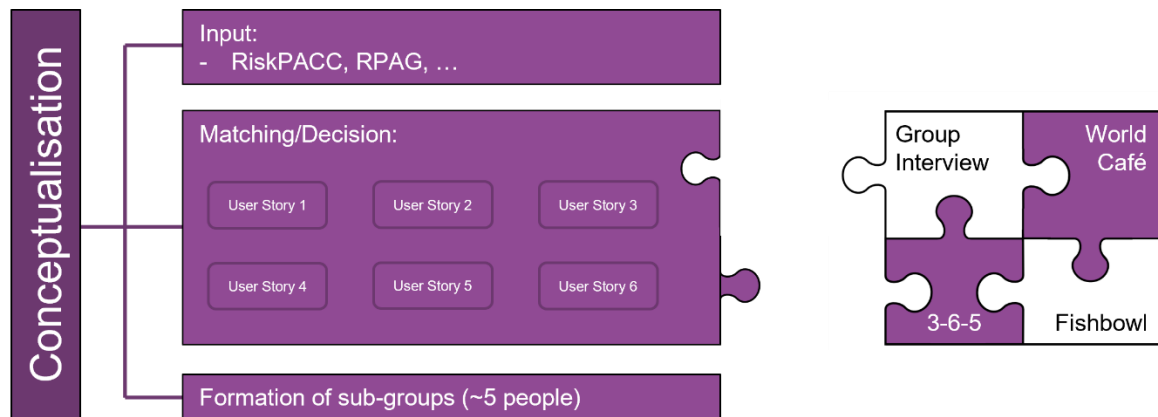 Conceptualisation
Input:
- RiskPACC, RPAG, …
Matching/Decision:
User Story 1
User Story 2
User Story 3
User Story 4
User Story 5
User Story 6
Formation of sub-groups (~5 people)
Group
Interview
World
Café
3-6-5
Fishbowl